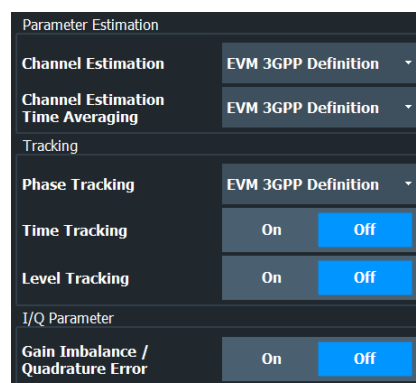 Parameter Estimation
Channel Estimation EVM 3GPP Definition
Channel Estimation
Time Averaging EVM 3GPP Definition
Tracking
Phase Tracking EVM 3GPP Definition
Time Tracking On Off
Level Tracking On Off
I/Q Parameter
Gain Imbalance /
Quadrature Error On Off